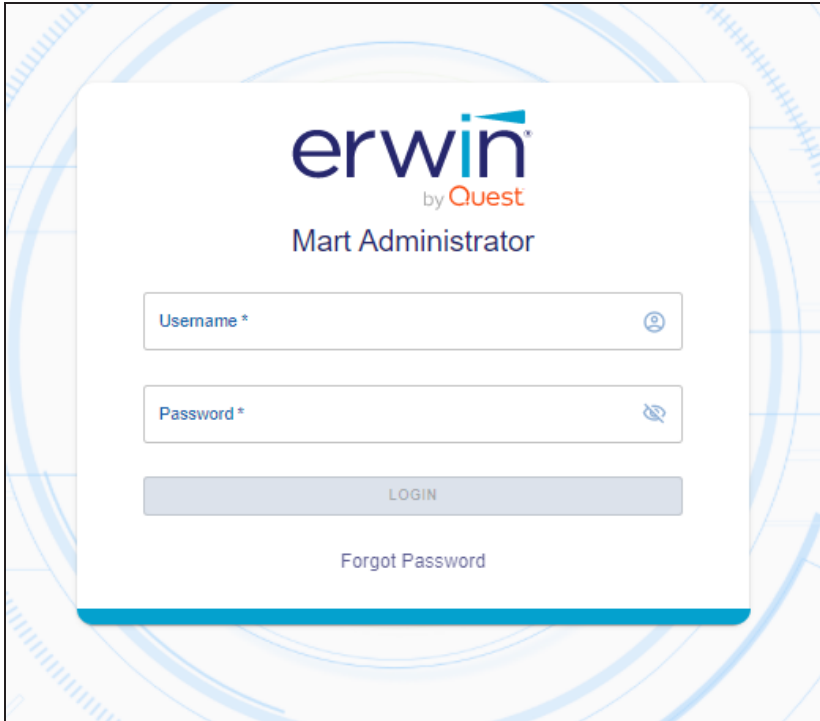 erwin®
by Quest
Mart Administrator
Username *
Password *
LOGIN
Forgot Password